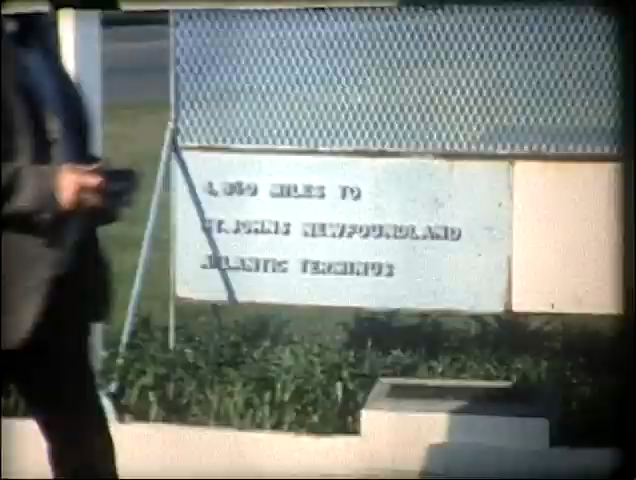 MILES TO
ST. JOHNS NEWFOUNDLAND
ATLANTIC TERMINUS